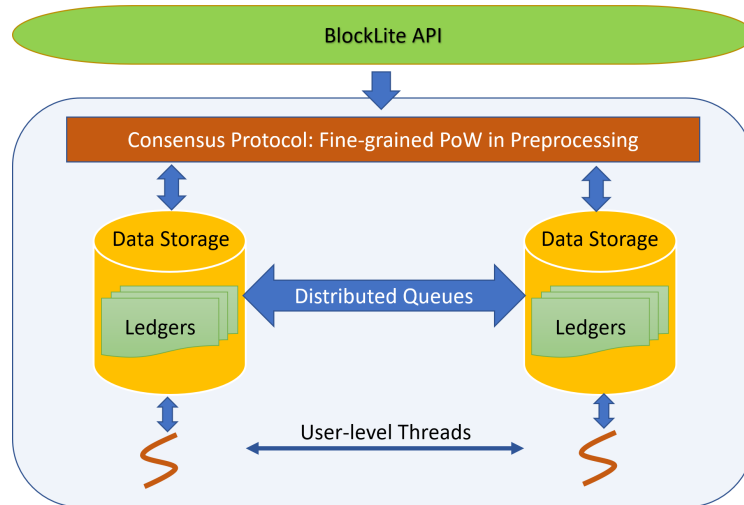 BlockLite API
Consensus Protocol: Fine-grained PoW in Preprocessing
Data Storage
Data Storage
Distributed Queues
Ledgers
Ledgers
User-level Threads